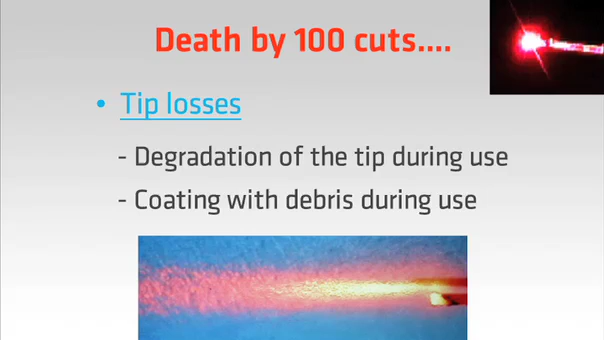 Death by 100 cuts....
• Tip losses
- Degradation of the tip during use
- Coating with debris during use